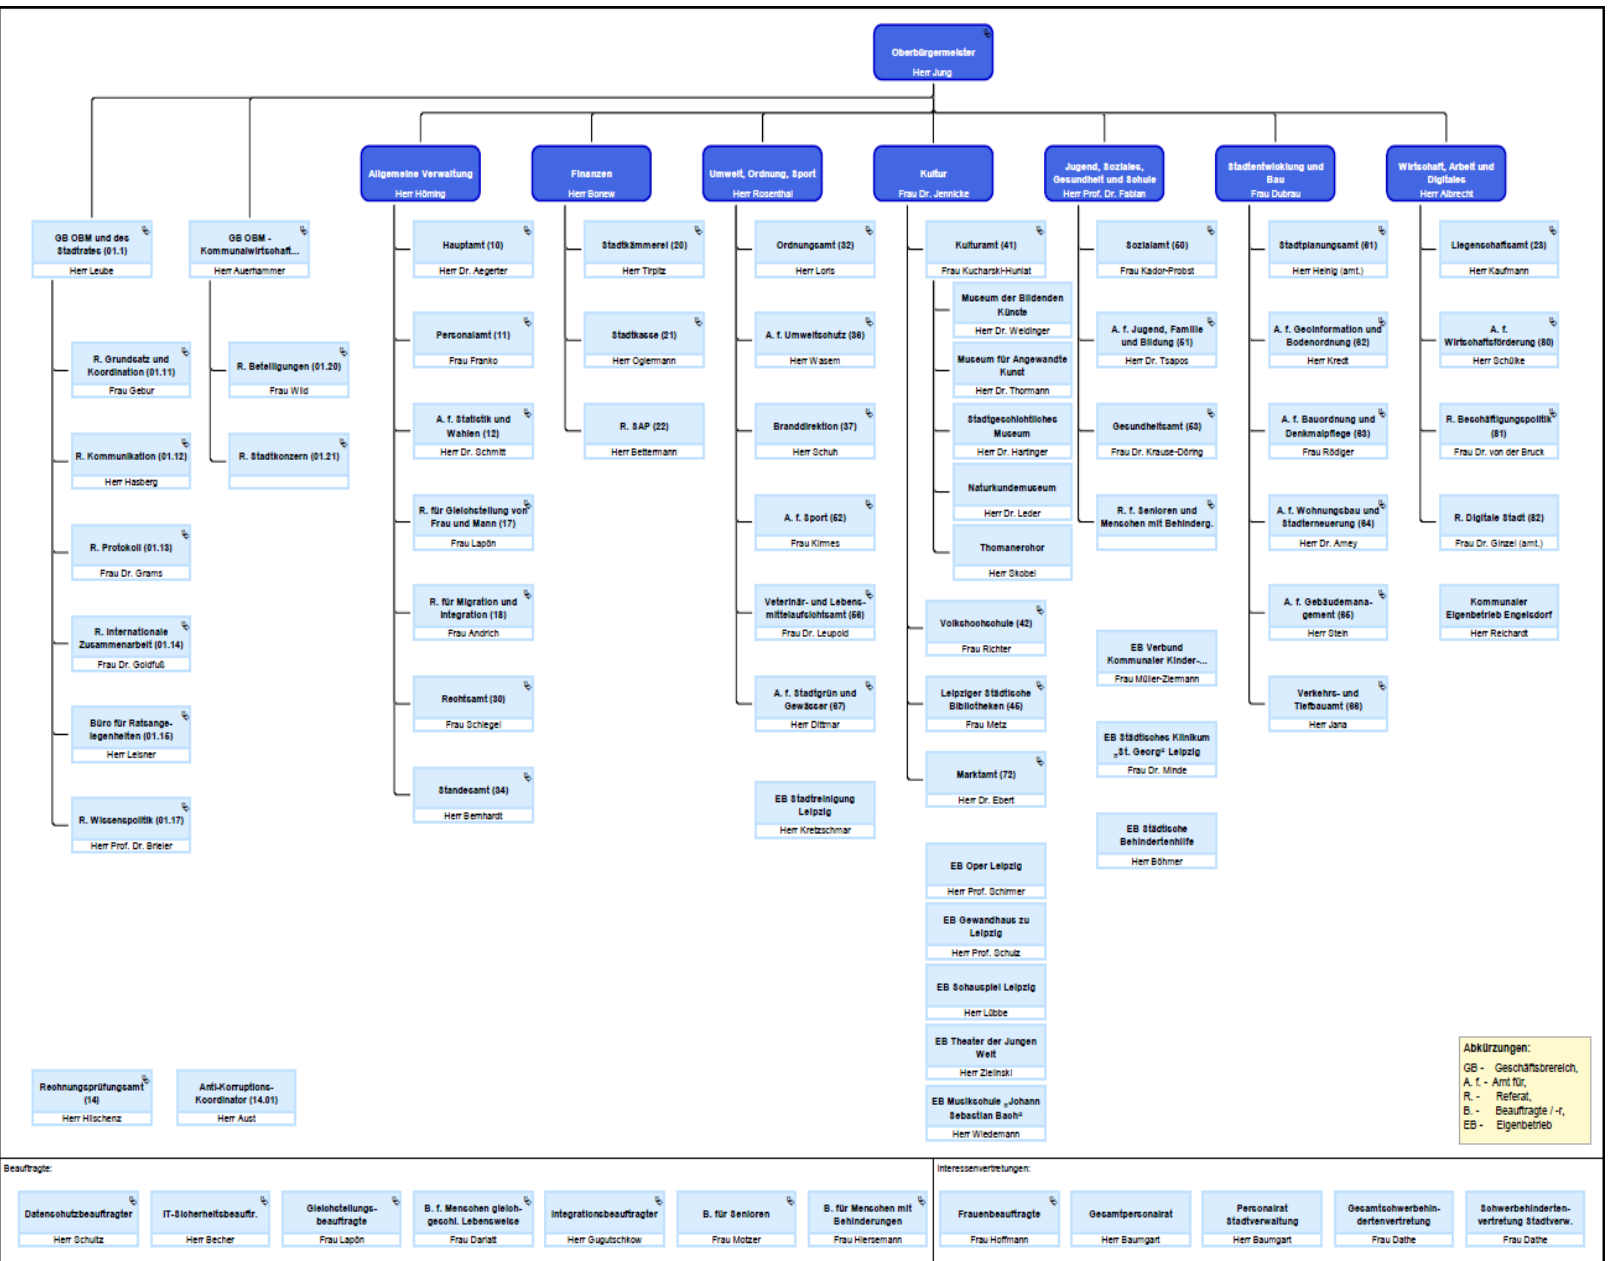 Oberbürgermeister
Herr Jung
Allgemeine Verwaltung
Herr Hörning
Finanzen
Herr Bonew
Umwelt, Ordnung, Sport
Herr Rosenthal
Kultur
Frau Dr. Jennicke
Jugend, Soziales,
Gesundheit und Schule
Herr Prof. Dr. Fabian
Stadtentwicklung und
Bau
Frau Dubrau
Wirtschaft, Arbeit und
Digitales
Herr Albrecht
GB OBM und des
Stadtrates (01.1)
Herr Leube
R. Grundsatz und
Koordination (01.11)
Frau Gebur
R. Kommunikation (01.12)
Herr Hasberg
R. Protokoll (01.13)
Frau Dr. Grams
R. Internationale
Zusammenarbeit (01.14)
Frau Dr. Goldfuß
Büro für Ratsange-
legenheiten (01.15)
Herr Leisner
R. Wissenspolitik (01.17)
Herr Prof. Dr. Brieler
GB OBM -
Kommunalwirtschaft...
Herr Auerhammer
R. Beteiligungen (01.20)
Frau Wild
R. Stadtkonzern (01.21)
Hauptamt (10)
Herr Dr. Aegerter
Personalamt (11)
Frau Franko
A. f. Statistik und
Wahlen (12)
Herr Dr. Schmitt
R. für Gleichstellung von
Frau und Mann (17)
Frau Lapön
R. für Migration und
Integration (18)
Frau Andrich
Rechtsamt (30)
Frau Schlegel
Standesamt (34)
Herr Bernhardt
Stadtkämmerei (20)
Herr Tirpitz
Stadtkasse (21)
Herr Oglermann
R. SAP (22)
Herr Bettermann
Ordnungsamt (32)
Herr Loris
A. f. Umweltschutz (36)
Herr Wasem
Branddirektion (37)
Herr Schuh
A. f. Sport (52)
Frau Kirmes
Veterinär- und Lebens-
mittelaufsichtsamt (56)
Frau Dr. Leupold
A. f. Stadtgrün und
Gewässer (67)
Herr Dittmar
EB Stadtreinigung
Leipzig
Herr Kretzschmar
Kulturamt (41)
Frau Kucharski-Huniat
Museum der Bildenden
Künste
Herr Dr. Weidinger
Museum für Angewandte
Kunst
Herr Dr. Thormann
Stadtgeschichtliches
Museum
Herr Dr. Hartinger
Naturkundemuseum
Herr Dr. Leder
Thomanerchor
Herr Skobel
Volkshochschule (42)
Frau Richter
Leipziger Städtische
Bibliotheken (45)
Frau Metz
Marktamt (72)
Herr Dr. Ebert
EB Oper Leipzig
Herr Prof. Schirmer
EB Gewandhaus zu
Leipzig
Herr Prof. Schulz
EB Schauspiel Leipzig
Herr Lübbe
EB Theater der Jungen
Welt
Herr Zielinski
EB Musikschule „Johann
Sebastian Bach“
Herr Wiedemann
Sozialamt (50)
Frau Kador-Probst
A. f. Jugend, Familie
und Bildung (51)
Herr Dr. Tsapos
Gesundheitsamt (53)
Frau Dr. Krause-Döring
R. f. Senioren und
Menschen mit Behinderg.
EB Verbund
Kommunaler Kinder-...
Frau Müller-Ziermann
EB Städtisches Klinikum
„St. Georg“ Leipzig
Frau Dr. Minde
EB Städtische
Behindertenhilfe
Herr Böhmer
Stadtplanungsamt (61)
Herr Heinig (amt.)
A. f. Geoinformation und
Bodenordnung (62)
Herr Kredt
A. f. Bauordnung und
Denkmalpflege (63)
Frau Rödiger
A. f. Wohnungsbau und
Stadterneuerung (64)
Herr Dr. Amey
A. f. Gebäudemana-
gement (65)
Herr Stein
Verkehrs- und
Tiefbauamt (66)
Herr Jana
Liegenschaftsamt (23)
Herr Kaufmann
A. f.
Wirtschaftsförderung (80)
Herr Schülke
R. Beschäftigungspolitik
(81)
Frau Dr. von der Bruck
R. Digitale Stadt (82)
Frau Dr. Ginzel (amt.)
Kommunaler
Eigenbetrieb Engelsdorf
Herr Reichardt
Rechnungsprüfungsamt
(14)
Herr Hilschenz
Anti-Korruptions-
Koordinator (14.01)
Herr Aust
Abkürzungen:
GB - Geschäftsbrereich,
A. f. - Amt für,
R. - Referat,
B. - Beauftragte / -r,
EB - Eigenbetrieb
Beauftragte:
Datenschutzbeauftragter
Herr Schultz
IT-Sicherheitsbeauftr.
Herr Becher
Gleichstellungs-
beauftragte
Frau Lapön
B. f. Menschen gleich-
geschl. Lebensweise
Frau Dariatt
Integrationsbeauftragter
Herr Gugutschkow
B. für Senioren
Frau Motzer
B. für Menschen mit
Behinderungen
Frau Hiersemann
Interessenvertretungen:
Frauenbeauftragte
Frau Hoffmann
Gesamtpersonalrat
Herr Baumgart
Personalrat
Stadtverwaltung
Herr Baumgart
Gesamtschwerbehin-
dertenvertretung
Frau Dathe
Schwerbehinderten-
vertretung Stadtverw.
Frau Dathe